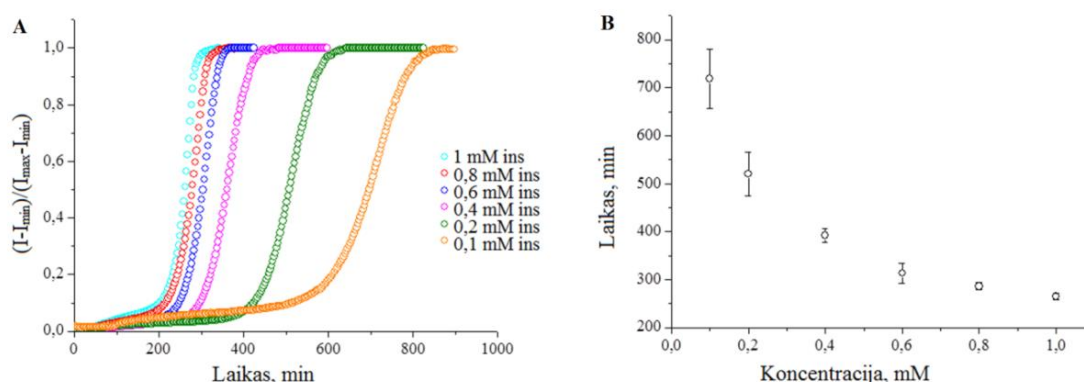 A
(I-Imin)/(Imax-Imin)
1,0
0,8
0,6
0,4
0,2
0,0
0 200 400 600 800 1000
Laikas, min
1 mM ins
0,8 mM ins
0,6 mM ins
0,4 mM ins
0,2 mM ins
0,1 mM ins
B
Laikas, min
800
700
600
500
400
300
200
0,0 0,2 0,4 0,6 0,8 1,0
Koncentracija, mM